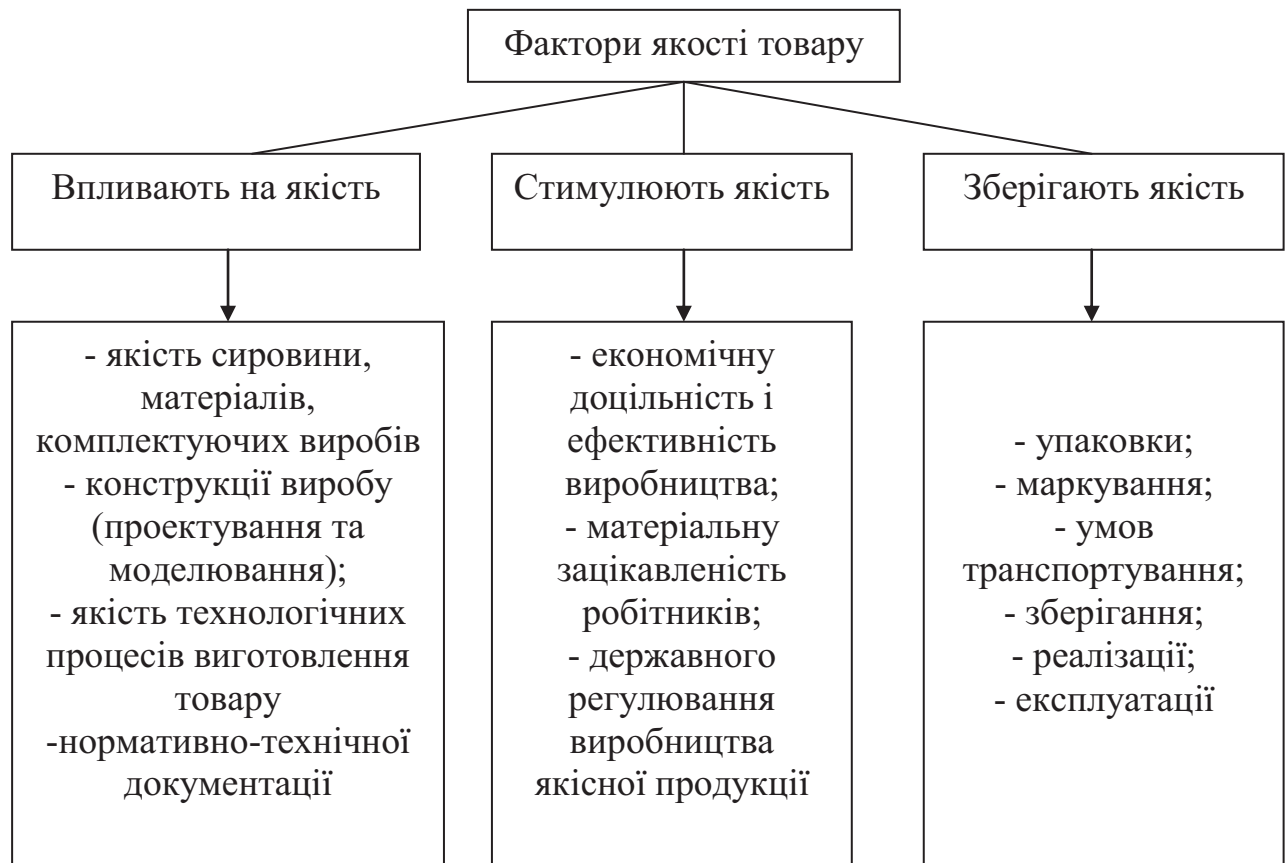 Фактори якості товару
Впливають на якість
Стимулюють якість
Зберігають якість
- якість сировини,
матеріалів,
комплектуючих виробів
- конструкції виробу
(проектування та
моделювання);
- якість технологічних
процесів виготовлення
товару
-нормативно-технічної
документації
- економічну
доцільність і
ефективність
виробництва;
- матеріальну
зацікавленість
робітників;
- державного
регулювання
виробництва
якісної продукції
- упаковки;
- маркування;
- умов
транспортування;
- зберігання;
- реалізації;
- експлуатації